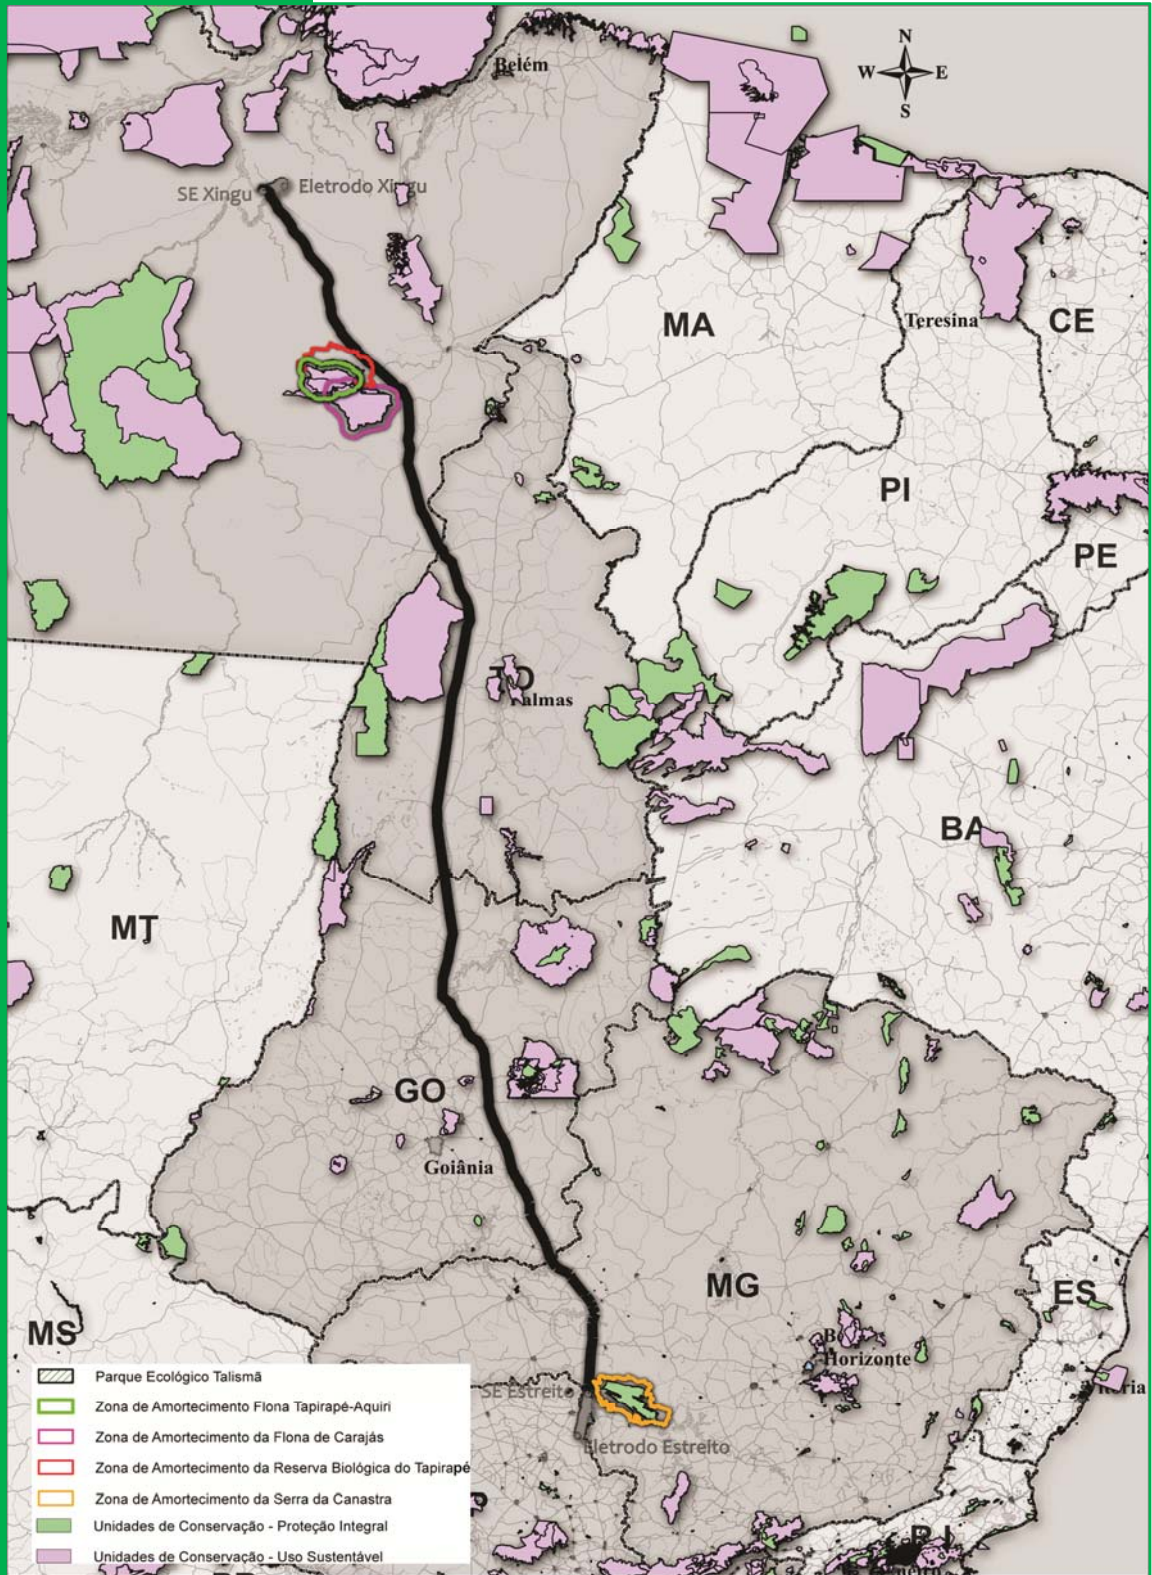 N
W E
S
Belém
SE Xingu
Eletrodo Xingu
MA
Teresina
CE
PI
PE
TO
Palmas
BA
MT
GO
Goiânia
MG
ES
MS
Horizonte
Vitória
SE Estreito
Eletrodo Estreito
RJ
Parque Ecológico Talismã
Zona de Amortecimento Flona Tapirapé-Aquiri
Zona de Amortecimento da Flona de Carajás
Zona de Amortecimento da Reserva Biológica do Tapirapé
Zona de Amortecimento da Serra da Canastra
Unidades de Conservação - Proteção Integral
Unidades de Conservação - Uso Sustentável